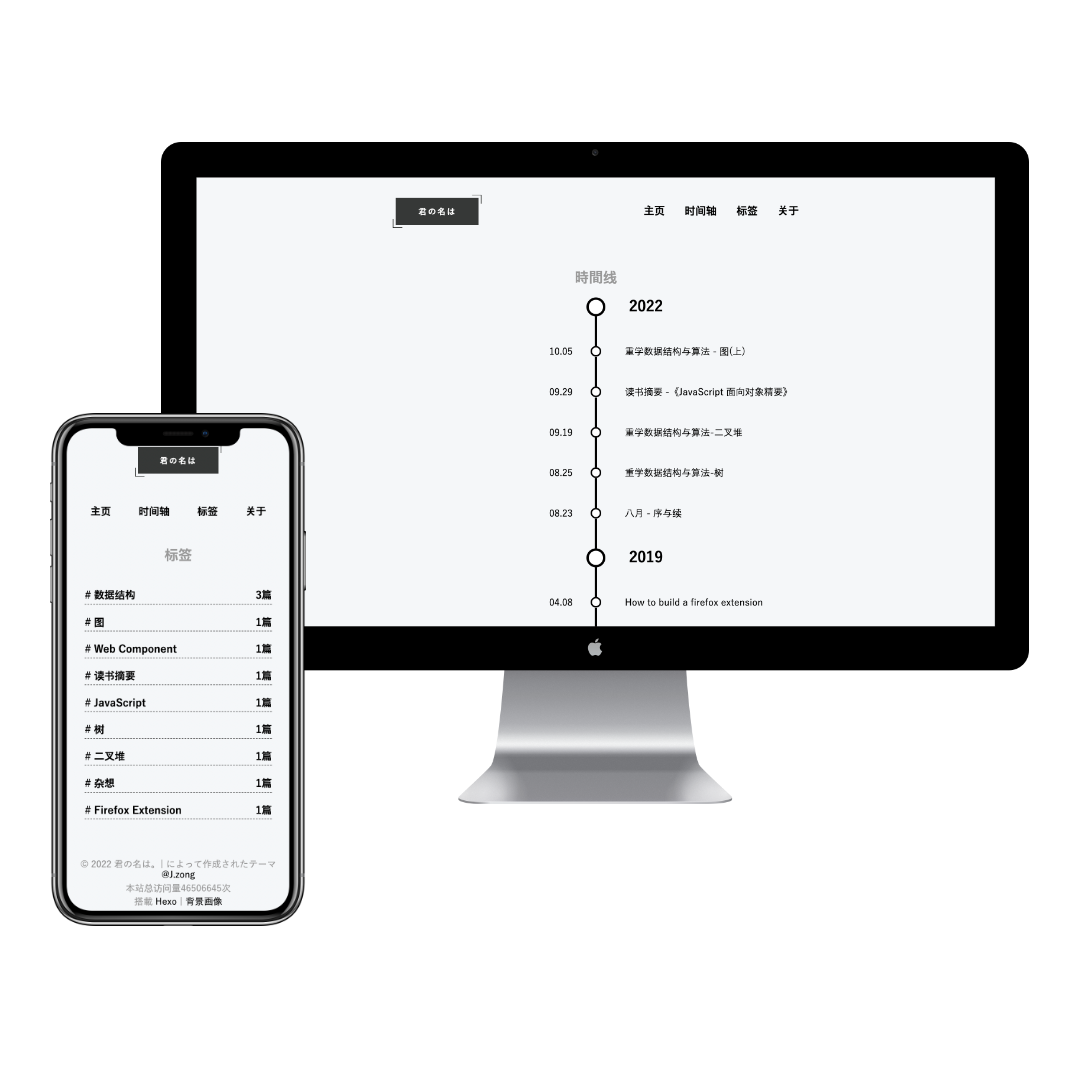 君の名は
主页 时间轴 标签 关于
時間线
2022
10.05 重学数据结构与算法 - 图(上)
09.29 读书摘要 -《JavaScript 面向对象精要》
09.19 重学数据结构与算法-二叉堆
08.25 重学数据结构与算法-树
08.23 八月 - 序与续
2019
04.08 How to build a firefox extension
君の名は
主页 时间轴 标签 关于
标签
# 数据结构 3篇
# 图 1篇
# Web Component 1篇
# 读书摘要 1篇
# JavaScript 1篇
# 树 1篇
# 二叉堆 1篇
# 杂想 1篇
# Firefox Extension 1篇
© 2022 君の名は。| によって作成されたテーマ
@J.zong
本站总访问量46506645次
搭載 Hexo | 背景画像